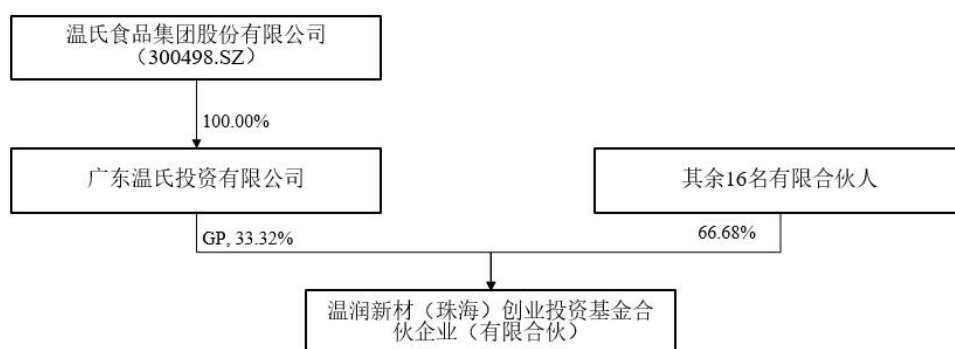 温氏食品集团股份有限公司
（300498.SZ）
100.00%
广东温氏投资有限公司
其余16名有限合伙人
GP, 33.32%
66.68%
温润新材（珠海）创业投资基金合
伙企业（有限合伙）